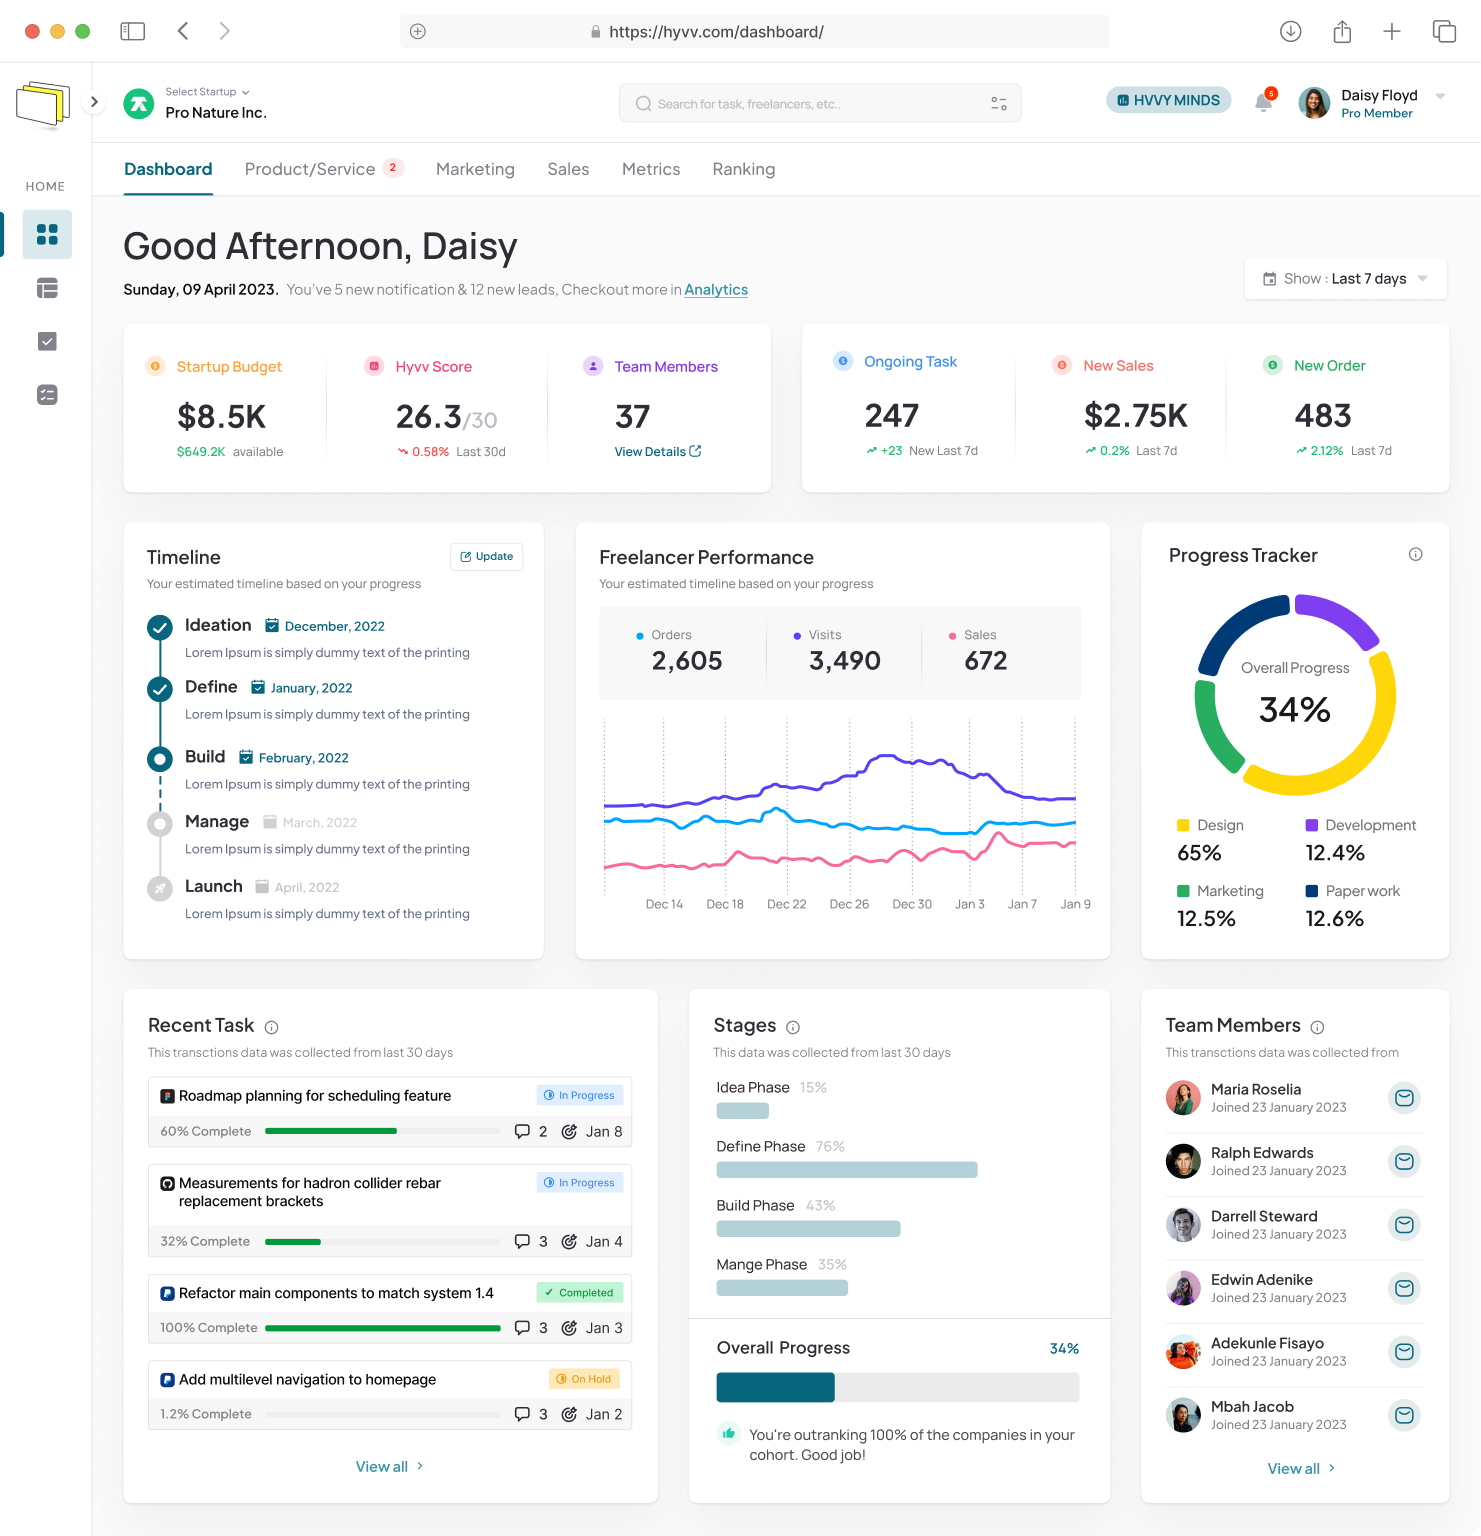 https://hyvv.com/dashboard/
Select Startup
Pro Nature Inc.
Search for task, freelancers, etc..
HVVY MINDS
5
Daisy Floyd
Pro Member
HOME
Dashboard
Product/Service 2
Marketing
Sales
Metrics
Ranking
Good Afternoon, Daisy
Sunday, 09 April 2023. You've 5 new notification & 12 new leads, Checkout more in Analytics
Show : Last 7 days
Startup Budget
$8.5K
$649.2K available
Hyvv Score
26.3/30
0.58% Last 30d
Team Members
37
View Details
Ongoing Task
247
+23 New Last 7d
New Sales
$2.75K
0.2% Last 7d
New Order
483
2.12% Last 7d
Timeline
Update
Your estimated timeline based on your progress
Ideation December, 2022
Lorem Ipsum is simply dummy text of the printing
Define January, 2022
Lorem Ipsum is simply dummy text of the printing
Build February, 2022
Lorem Ipsum is simply dummy text of the printing
Manage March, 2022
Lorem Ipsum is simply dummy text of the printing
Launch April, 2022
Lorem Ipsum is simply dummy text of the printing
Freelancer Performance
Your estimated timeline based on your progress
Orders
2,605
Visits
3,490
Sales
672
Dec 14 Dec 18 Dec 22 Dec 26 Dec 30 Jan 3 Jan 7 Jan 9
Progress Tracker
Overall Progress
34%
Design
65%
Development
12.4%
Marketing
12.5%
Paper work
12.6%
Recent Task
This transctions data was collected from last 30 days
Roadmap planning for scheduling feature
In Progress
60% Complete 2 Jan 8
Measurements for hadron collider rebar
replacement brackets
In Progress
32% Complete 3 Jan 4
Refactor main components to match system 1.4
Completed
100% Complete 3 Jan 3
Add multilevel navigation to homepage
On Hold
1.2% Complete 3 Jan 2
View all
Stages
This data was collected from last 30 days
Idea Phase 15%
Define Phase 76%
Build Phase 43%
Mange Phase 35%
Overall Progress 34%
You're outranking 100% of the companies in your
cohort. Good job!
Team Members
This transctions data was collected from
Maria Roselia
Joined 23 January 2023
Ralph Edwards
Joined 23 January 2023
Darrell Steward
Joined 23 January 2023
Edwin Adenike
Joined 23 January 2023
Adekunle Fisayo
Joined 23 January 2023
Mbah Jacob
Joined 23 January 2023
View all